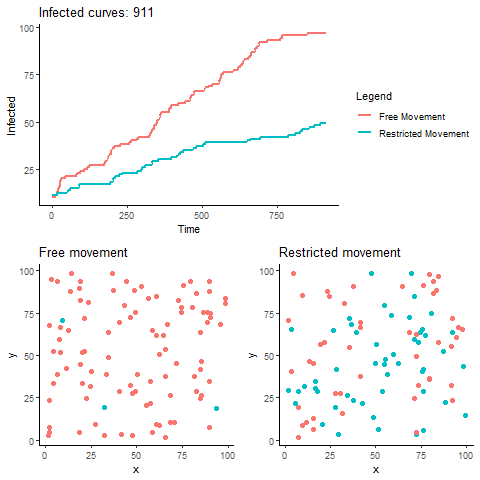 Infected curves: 911
100
75
50
25
Infected
0
250
500
750
Time
Legend
Free Movement
Restricted Movement
Free movement
100
75
50
25
0
y
0
25
50
75
100
x
Restricted movement
100
75
50
25
0
y
0
25
50
75
100
x